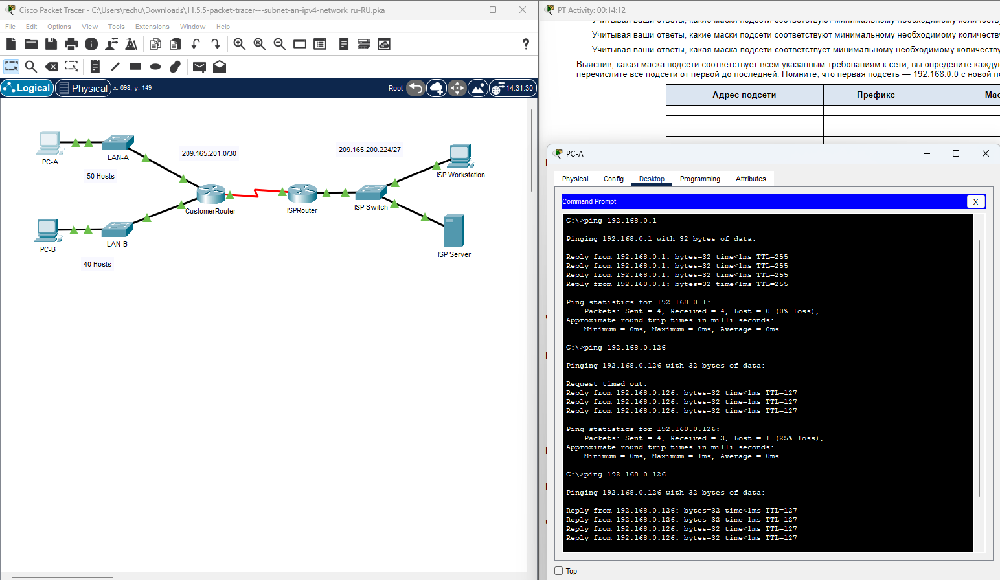 Cisco Packet Tracer - C:\Users\rechu\Downloads\11.5.5-packet-tracer---subnet-an-ipv4-network_ru-RU.pka
File Edit Options View Tools Extensions Window Help
?
Logical Physical x: 698, y: 149 Root 14:31:30
PC-A
LAN-A
50 Hosts
209.165.201.0/30
209.165.200.224/27
ISP Workstation
CustomerRouter
ISPRouter
ISP Switch
PC-B
LAN-B
40 Hosts
ISP Server
PT Activity: 00:14:12
Учитывая ваши ответы, какие маски подсети соответствуют минимальному необходимому количеству
Учитывая ваши ответы, какая маска подсети соответствует минимальному необходимому количеству
Выяснив, какая маска подсети соответствует всем указанным требованиям к сети, вы определите каждую
перечислите все подсети от первой до последней. Помните, что первая подсеть — 192.168.0.0 с новой
Адрес подсети Префикс
PC-A
Physical Config Desktop Programming Attributes
Command Prompt X
C:\>ping 192.168.0.1
Pinging 192.168.0.1 with 32 bytes of data:
Reply from 192.168.0.1: bytes=32 time<1ms TTL=255
Reply from 192.168.0.1: bytes=32 time<1ms TTL=255
Reply from 192.168.0.1: bytes=32 time<1ms TTL=255
Reply from 192.168.0.1: bytes=32 time<1ms TTL=255
Ping statistics for 192.168.0.1:
Packets: Sent = 4, Received = 4, Lost = 0 (0% loss),
Approximate round trip times in milli-seconds:
Minimum = 0ms, Maximum = 0ms, Average = 0ms
C:\>ping 192.168.0.126
Pinging 192.168.0.126 with 32 bytes of data:
Request timed out.
Reply from 192.168.0.126: bytes=32 time<1ms TTL=127
Reply from 192.168.0.126: bytes=32 time=1ms TTL=127
Reply from 192.168.0.126: bytes=32 time<1ms TTL=127
Ping statistics for 192.168.0.126:
Packets: Sent = 4, Received = 3, Lost = 1 (25% loss),
Approximate round trip times in milli-seconds:
Minimum = 0ms, Maximum = 1ms, Average = 0ms
C:\>ping 192.168.0.126
Pinging 192.168.0.126 with 32 bytes of data:
Reply from 192.168.0.126: bytes=32 time<1ms TTL=127
Reply from 192.168.0.126: bytes=32 time=1ms TTL=127
Reply from 192.168.0.126: bytes=32 time<1ms TTL=127
Reply from 192.168.0.126: bytes=32 time<1ms TTL=127
Top